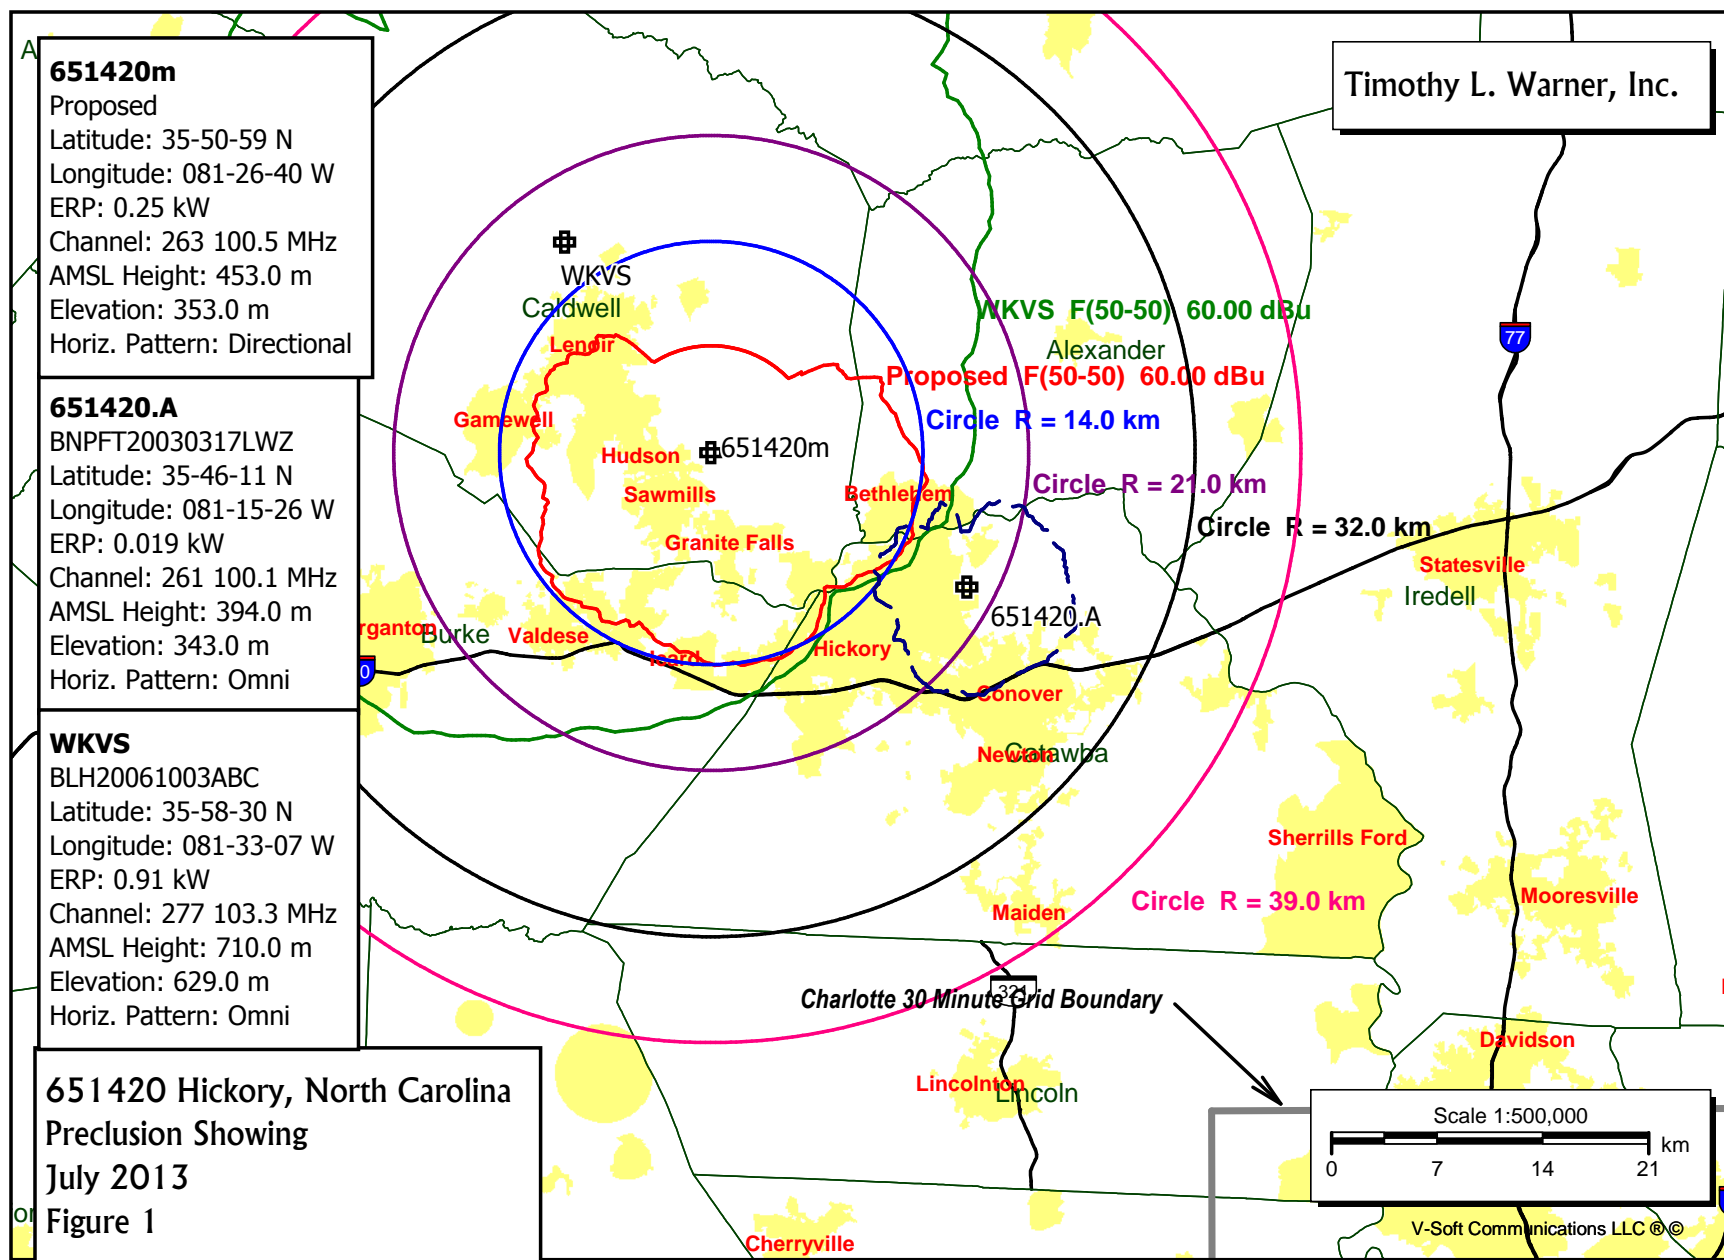 651420m
Proposed
Latitude: 35-50-59 N
Longitude: 081-26-40 W
ERP: 0.25 kW
Channel: 263 100.5 MHz
AMSL Height: 453.0 m
Elevation: 353.0 m
Horiz. Pattern: Directional
651420.A
BNPFT20030317LWZ
Latitude: 35-46-11 N
Longitude: 081-15-26 W
ERP: 0.019 kW
Channel: 261 100.1 MHz
AMSL Height: 394.0 m
Elevation: 343.0 m
Horiz. Pattern: Omni
WKVS
BLH20061003ABC
Latitude: 35-58-30 N
Longitude: 081-33-07 W
ERP: 0.91 kW
Channel: 277 103.3 MHz
AMSL Height: 710.0 m
Elevation: 629.0 m
Horiz. Pattern: Omni
651420 Hickory, North Carolina
Preclusion Showing
July 2013
Figure 1
Timothy L. Warner, Inc.
A
WKVS
Caldwell
WKVS F(50-50) 60.00 dBu
77
Lenoir
Alexander
Proposed F(50-50) 60.00 dBu
Gamewell
Circle R = 14.0 km
651420m
Hudson
Sawmills
Bethlehem
Circle R = 21.0 km
Circle R = 32.0 km
Granite Falls
Statesville
Iredell
651420.A
rganton
Burke
Valdese
Hickory
Icard
0
Conover
Newton
Catawba
Sherrills Ford
Mooresville
Circle R = 39.0 km
Maiden
321
Charlotte 30 Minute Grid Boundary
Davidson
Lincolnton
Lincoln
Scale 1:500,000
0 7 14 21 km
or
Cherryville
V-Soft Communications LLC ® ©